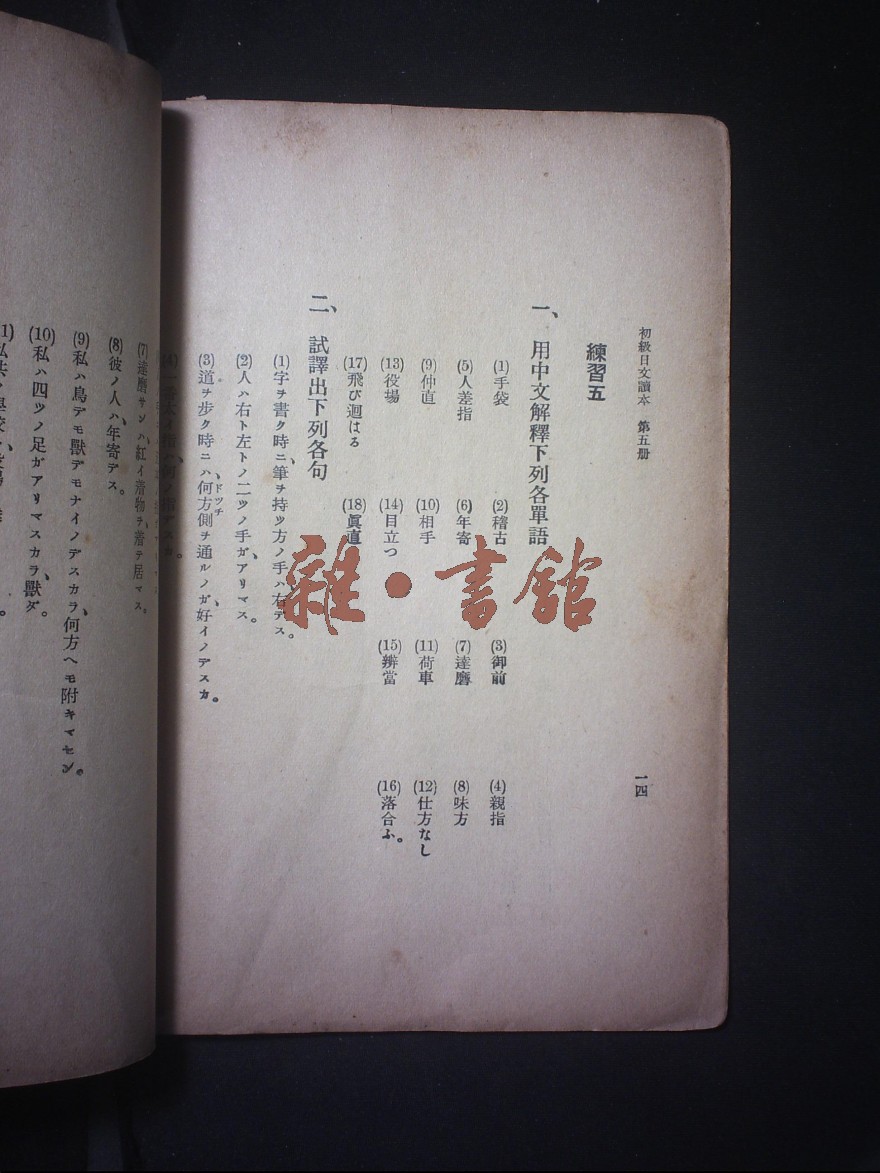 初級日文讀本　第五册
一四
練習五
一、用中文解釋下列各單語
(1)手袋　(2)稽古　(3)御前　(4)親指
(5)人差指　(6)年寄　(7)達磨　(8)味方
(9)仲直　(10)相手　(11)荷車　(12)仕方なし
(13)役場　(14)目立つ　(15)辨當　(16)落合ふ。
(17)飛び迴はる　(18)眞直
二、試譯出下列各句
(1)字ヲ書ク時ニ、筆ヲ持ツ方ノ手ハ右デス。
(2)人ハ右ト左トノ二ツノ手ガ、アリマス。
(3)道ヲ步ク時ニハ、何方側ヲ通ルノガ、好イノデスカ。
ドツチ
(7)達磨サンハ、紅イ着物ヲ、着テ居マス。
(8)彼ノ人ハ、年寄デス。
(9)私ハ鳥デモ獸デモナイノデスカラ、何方ヘモ附キマセン。
(10)私ハ四ツノ足ガアリマスカラ、獸ダ。
雜·書館